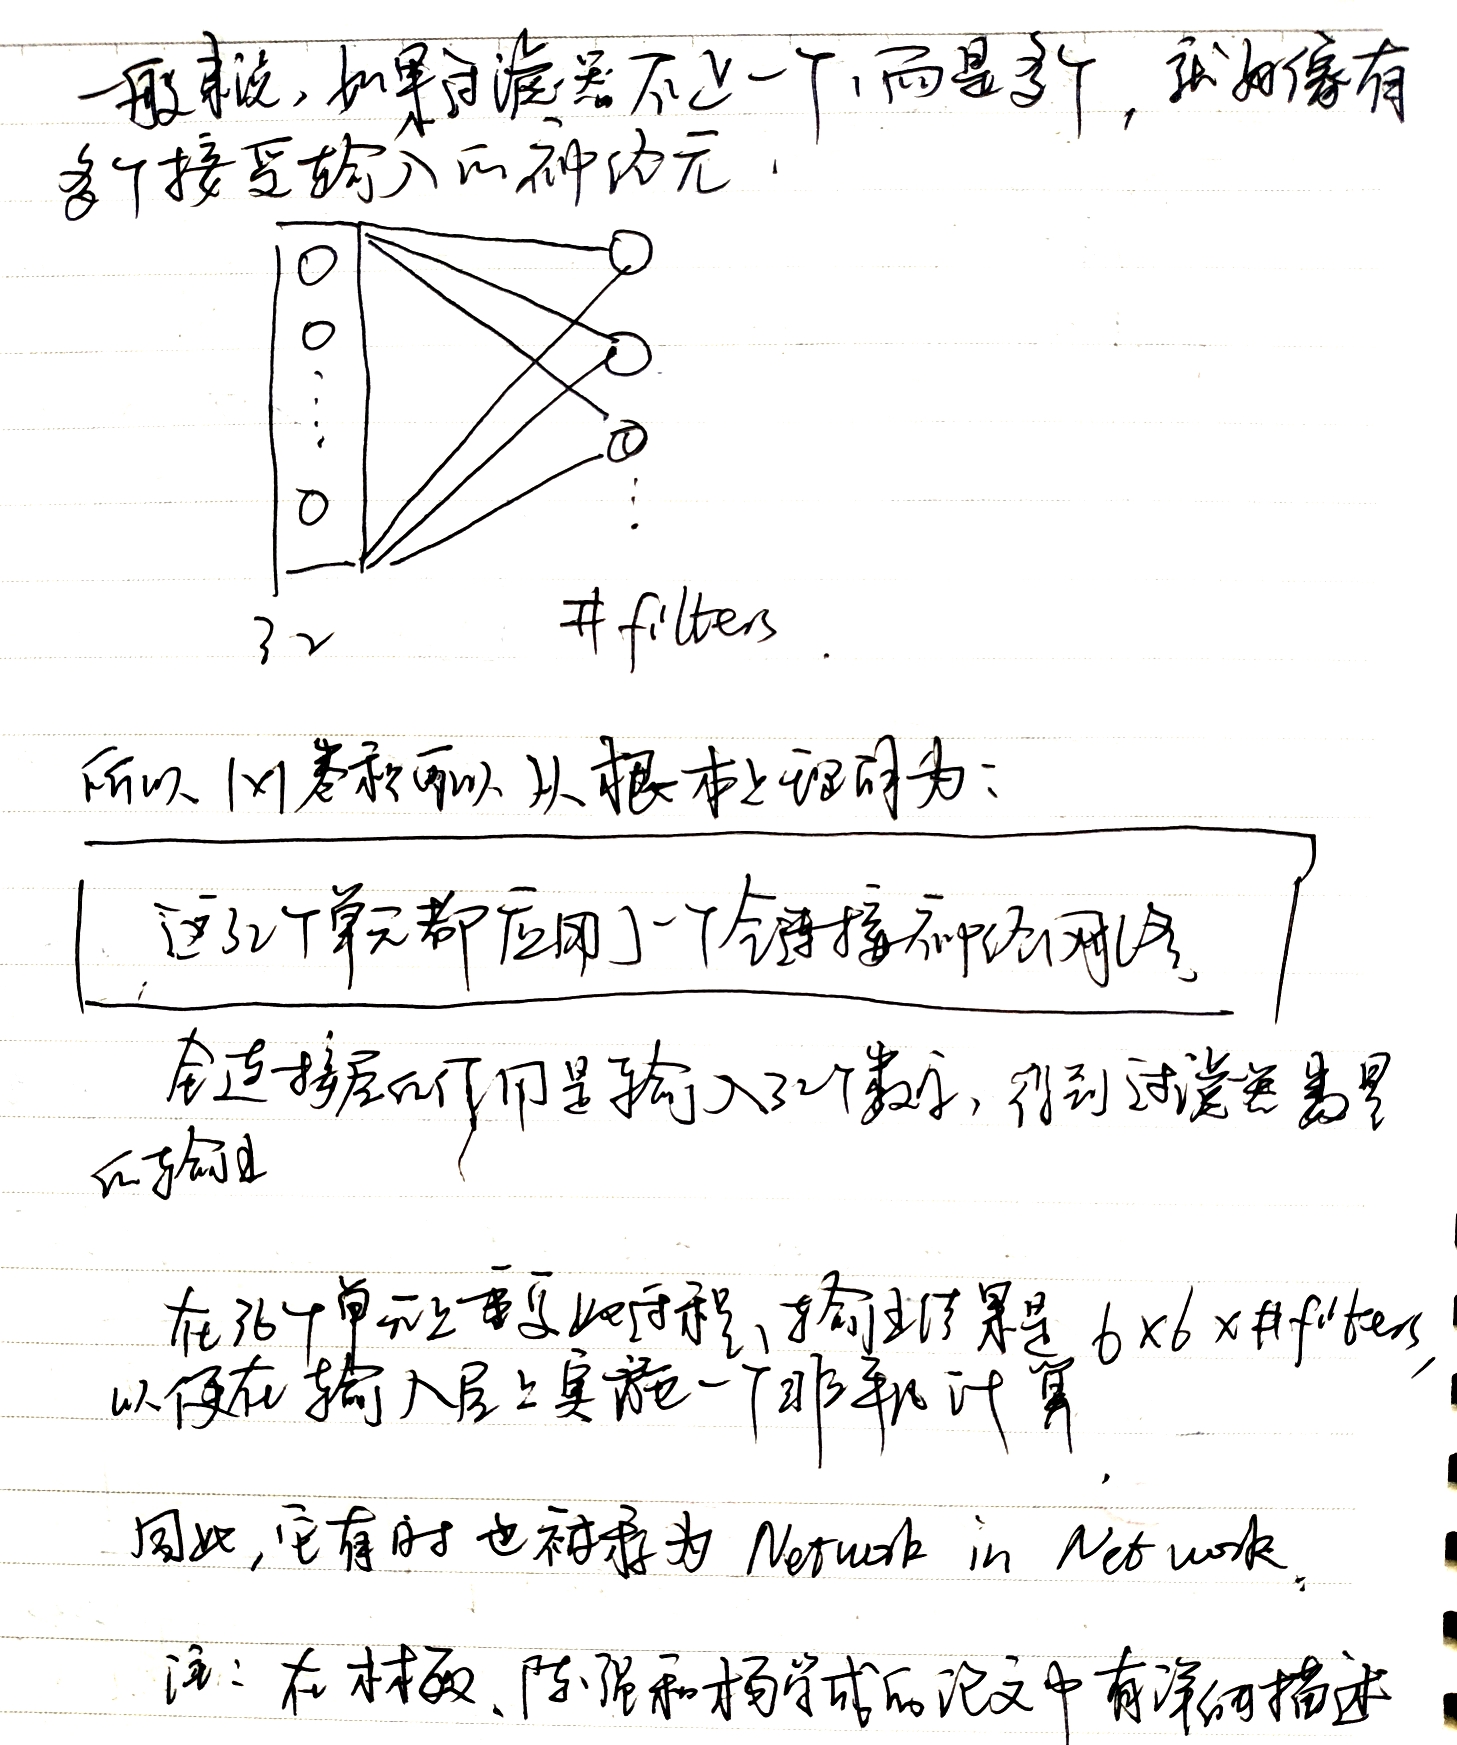 一般来说，如果过滤器不止一个，而是多个，就好像有
多个接受输入的神经元．
32
#filters
所以 1×1卷积可以从根本上理解为：
这32个单元都应用了一个全连接神经网络。
全连接层的作用是输入32个数字，得到过滤器数量
的输出
在36个单元上重复此过程，输出结果是 6×6×#filters,
以便在输入层上实施一个非平凡计算．
因此，它有时也被称为 Network in Network。
注：在林敏、陈强和杨学成的论文中有详细描述